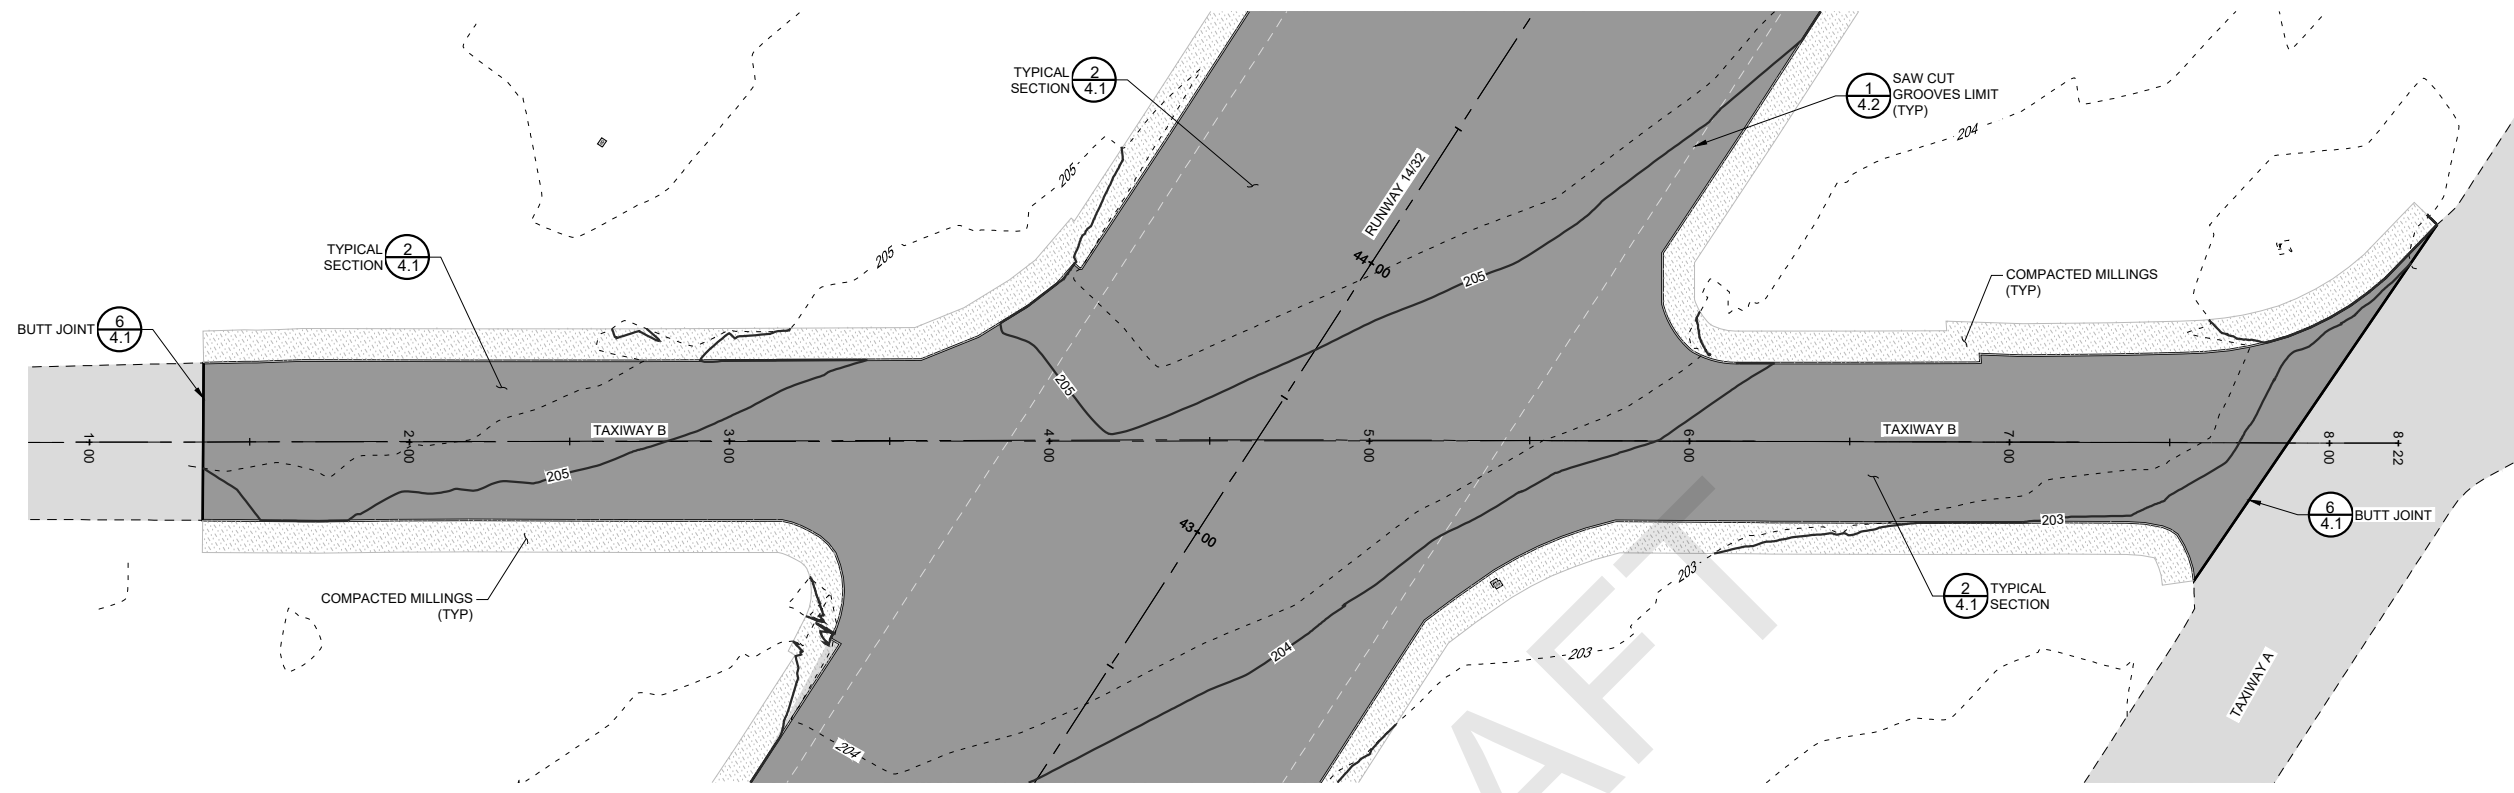 TYPICAL
SECTION
2
4.1
1
4.2
SAW CUT
GROOVES LIMIT
(TYP)
204
205
RUNWAY 14/32
205
TYPICAL
SECTION
2
4.1
44+00
205
COMPACTED MILLINGS
(TYP)
BUTT JOINT
6
4.1
205
TAXIWAY B
TAXIWAY B
1+00
2+00
3+00
4+00
5+00
6+00
7+00
8+00
8+22
205
203
6
4.1
BUTT JOINT
43+00
203
COMPACTED MILLINGS
(TYP)
2
4.1
TYPICAL
SECTION
204
203
TAXIWAY A
204
AFT